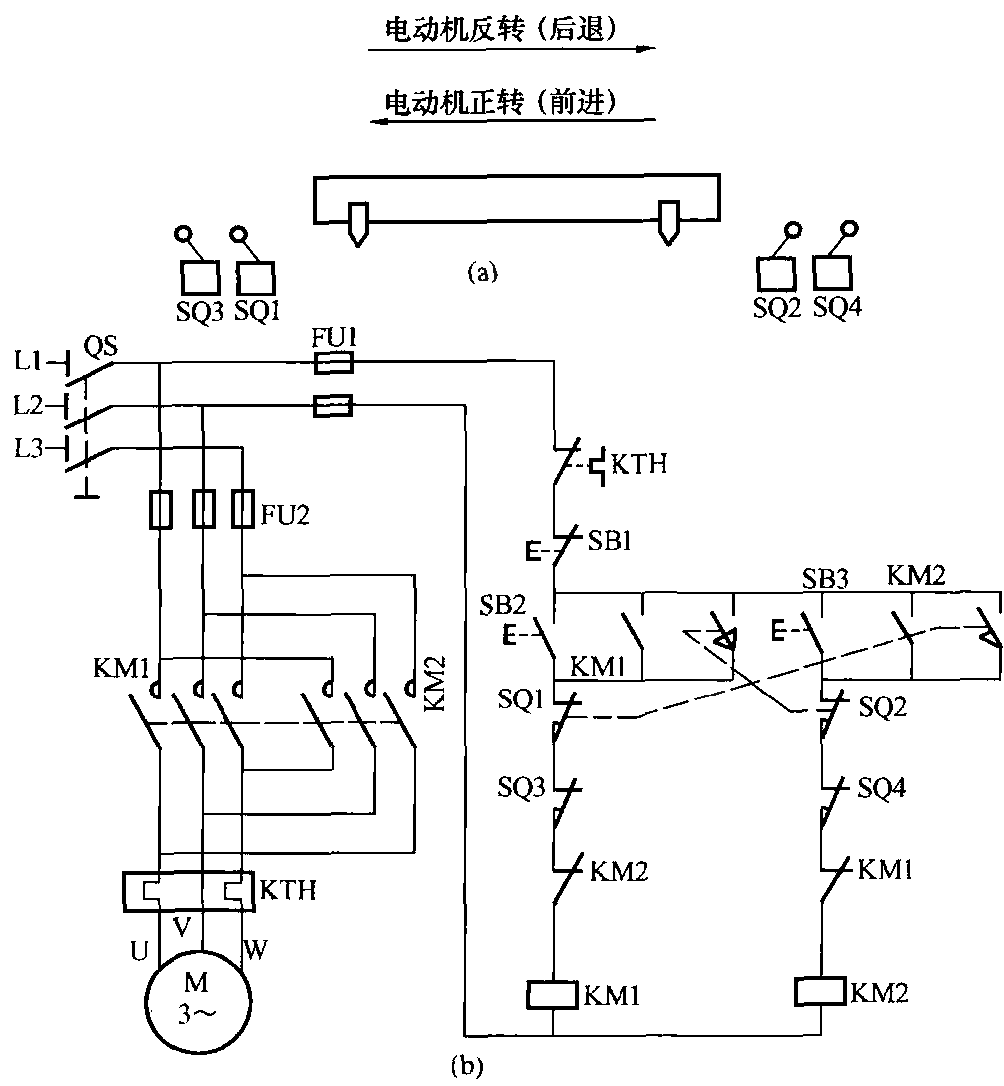 电动机反转（后退）
电动机正转（前进）
SQ3 SQ1
(a)
SQ2 SQ4
L1 QS FU1
L2
L3
KTH
FU2
SB1
SB2 SB3 KM2
KM1
KM1 KM2
SQ1 SQ2
SQ3 SQ4
KM2 KM1
KTH
U V W
M
3～
KM1 KM2
(b)